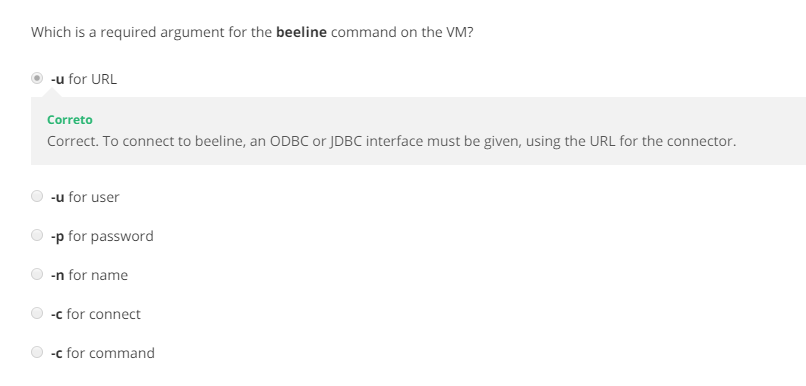 Which is a required argument for the beeline command on the VM?
-u for URL
Correto
Correct. To connect to beeline, an ODBC or JDBC interface must be given, using the URL for the connector.
-u for user
-p for password
-n for name
-c for connect
-c for command